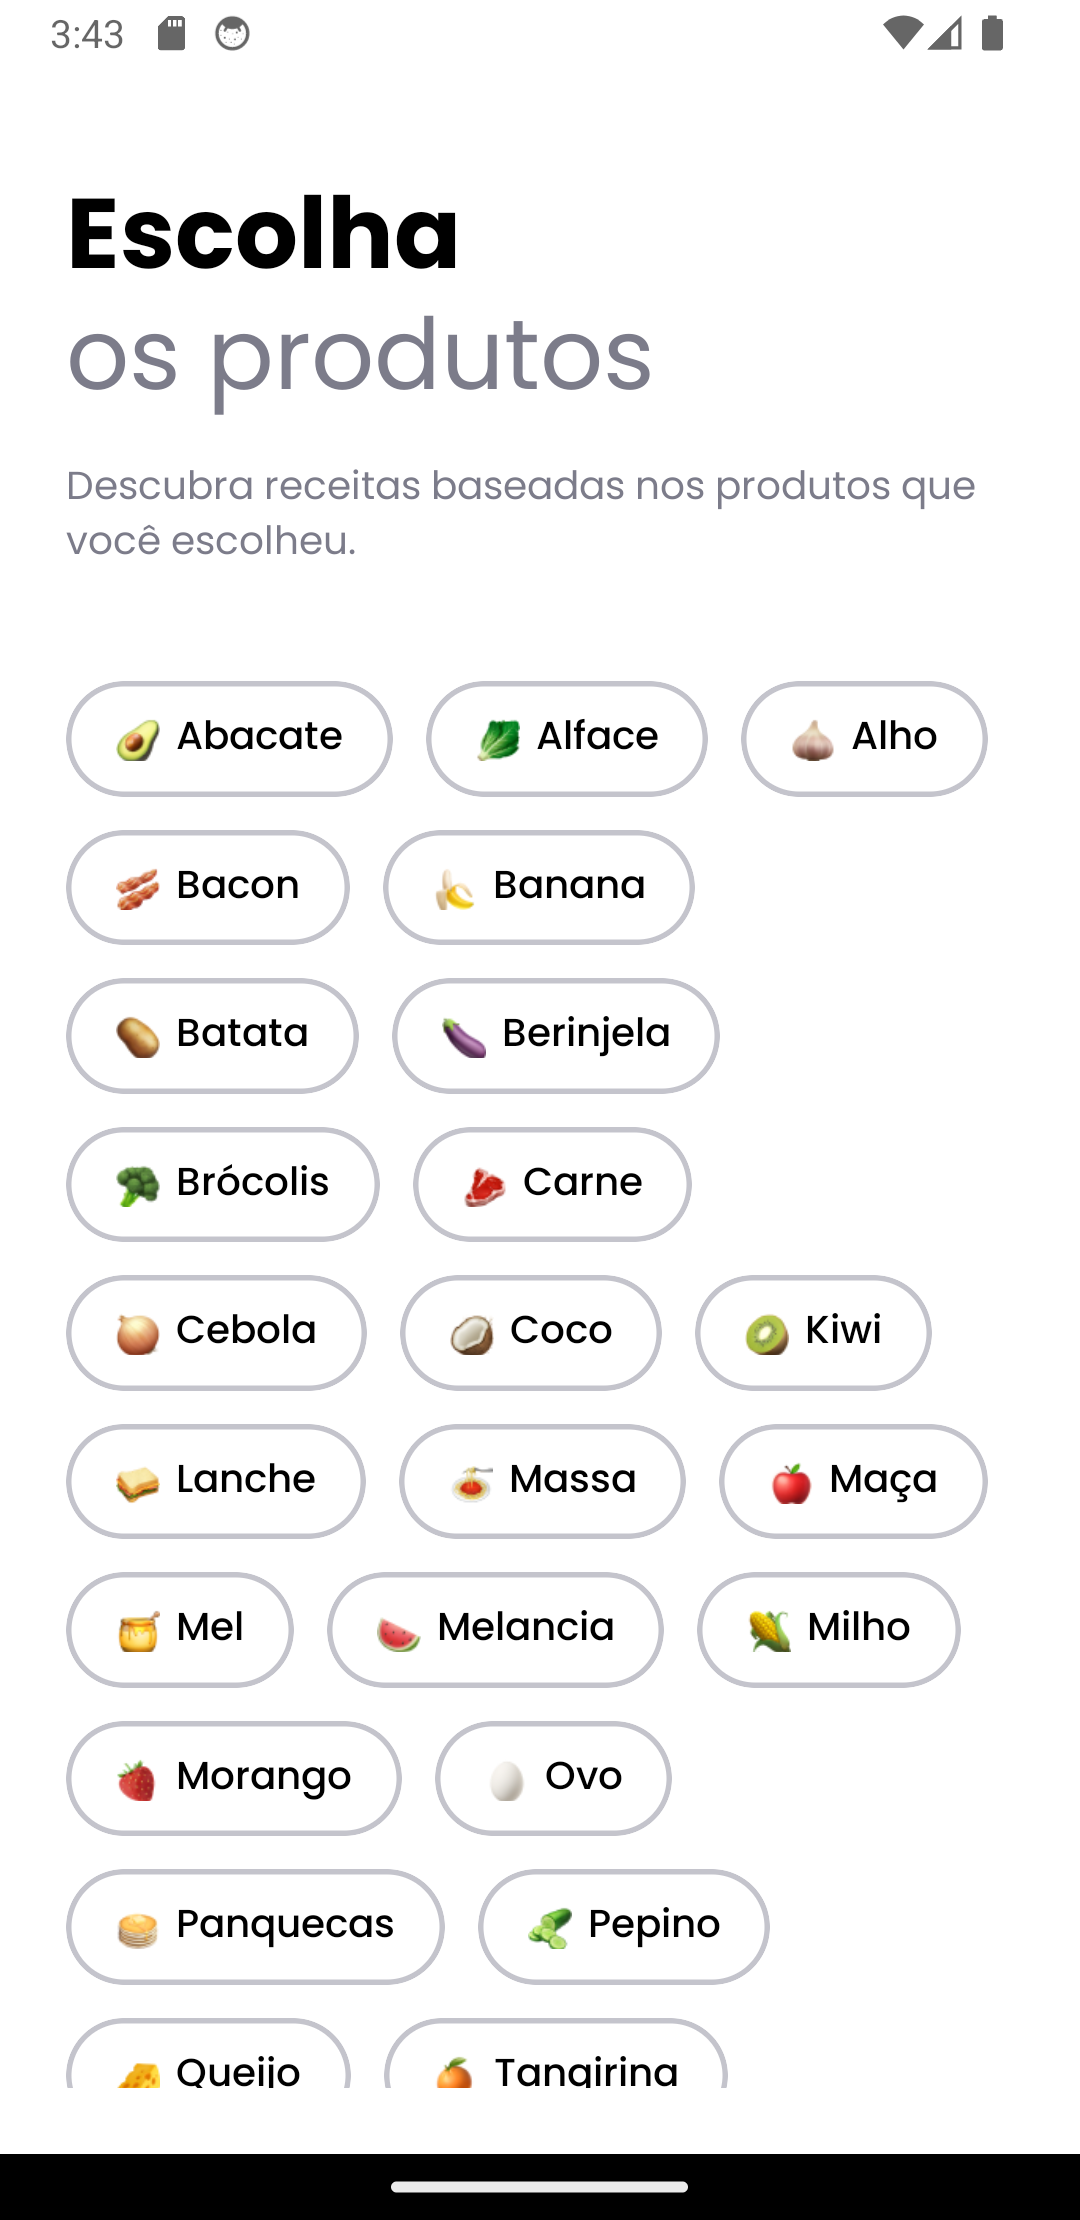 3:43
Escolha
os produtos
Descubra receitas baseadas nos produtos que
você escolheu.
Abacate Alface Alho
Bacon Banana
Batata Berinjela
Brócolis Carne
Cebola Coco Kiwi
Lanche Massa Maça
Mel Melancia Milho
Morango Ovo
Panquecas Pepino
Queijo Tangirina